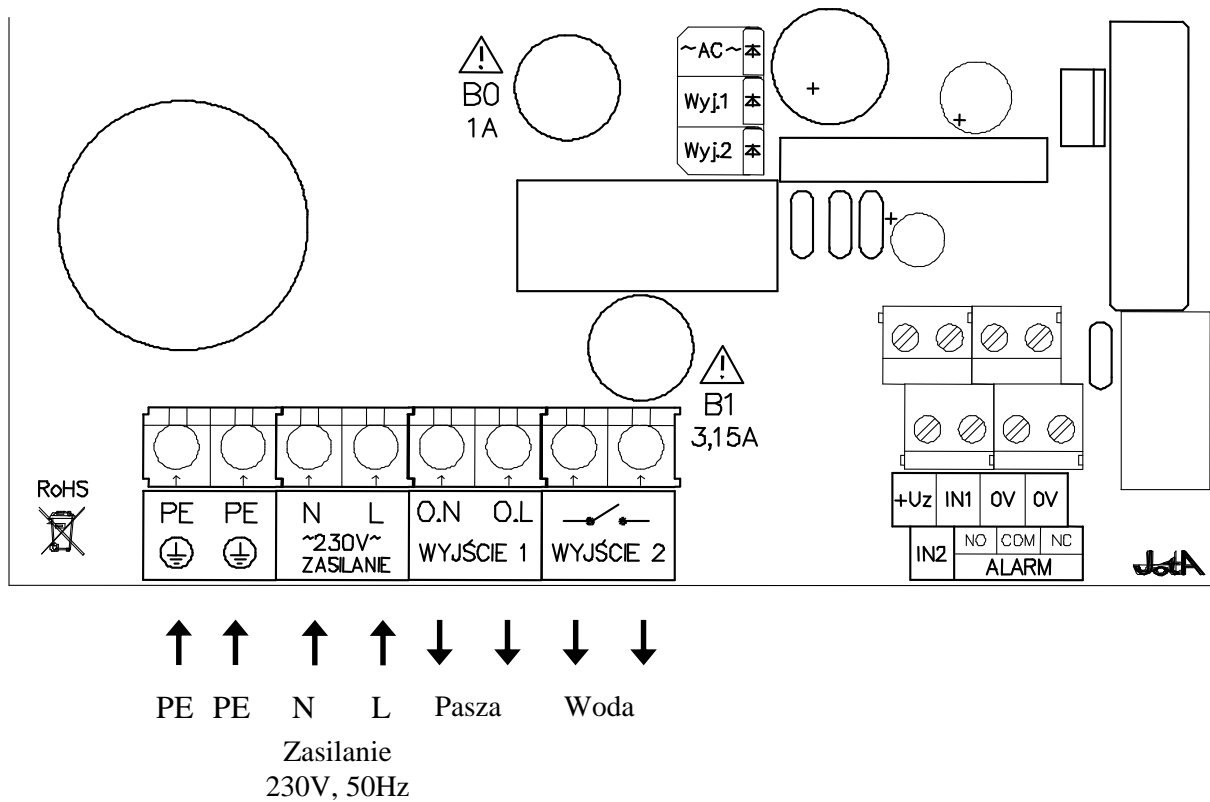 ~AC~
B0
1A
Wyj.1
Wyj.2
+
+
+
B1
3,15A
RoHS
PE PE N L O.N O.L
~230V~
ZASILANIE
WYJŚCIE 1
WYJŚCIE 2
+Uz IN1 0V 0V
IN2
NO COM NC
ALARM
JotA
PE PE N L Pasza Woda
Zasilanie
230V, 50Hz